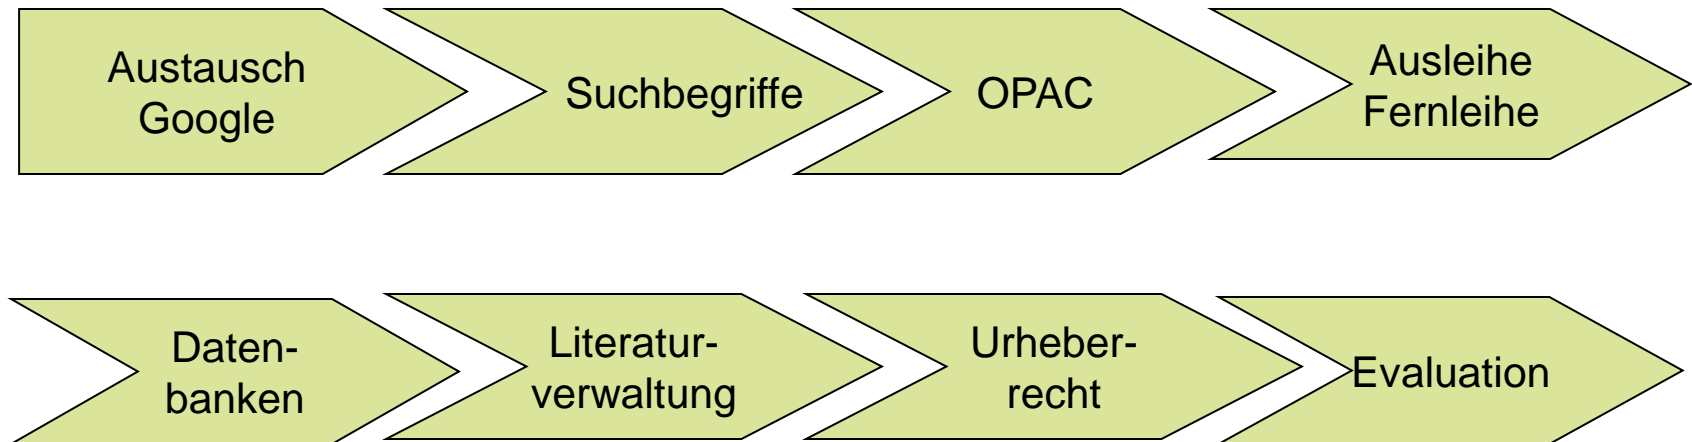 Austausch
Google
Suchbegriffe
OPAC
Ausleihe
Fernleihe
Daten-
banken
Literatur-
verwaltung
Urheber-
recht
Evaluation